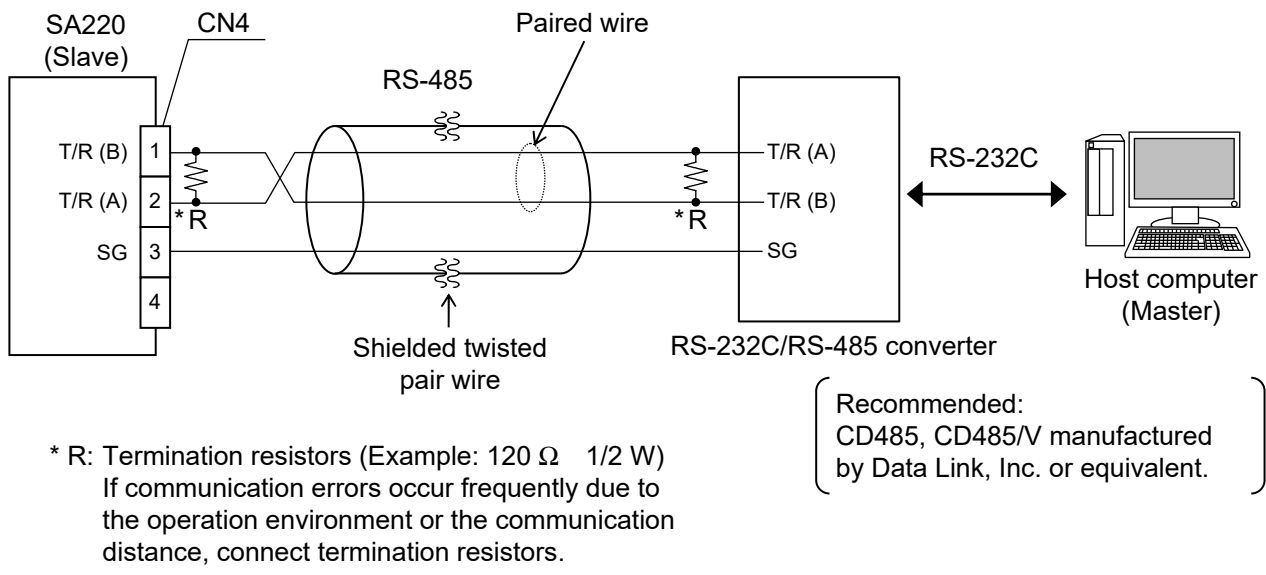 SA220
(Slave)
CN4
Paired wire
RS-485
T/R (B)
1
T/R (A)
2
* R
SG
3
4
* R
T/R (A)
T/R (B)
SG
RS-232C
Host computer
(Master)
Shielded twisted
pair wire
RS-232C/RS-485 converter
Recommended:
CD485, CD485/V manufactured
by Data Link, Inc. or equivalent.
* R: Termination resistors (Example: 120 Ω 1/2 W)
If communication errors occur frequently due to
the operation environment or the communication
distance, connect termination resistors.